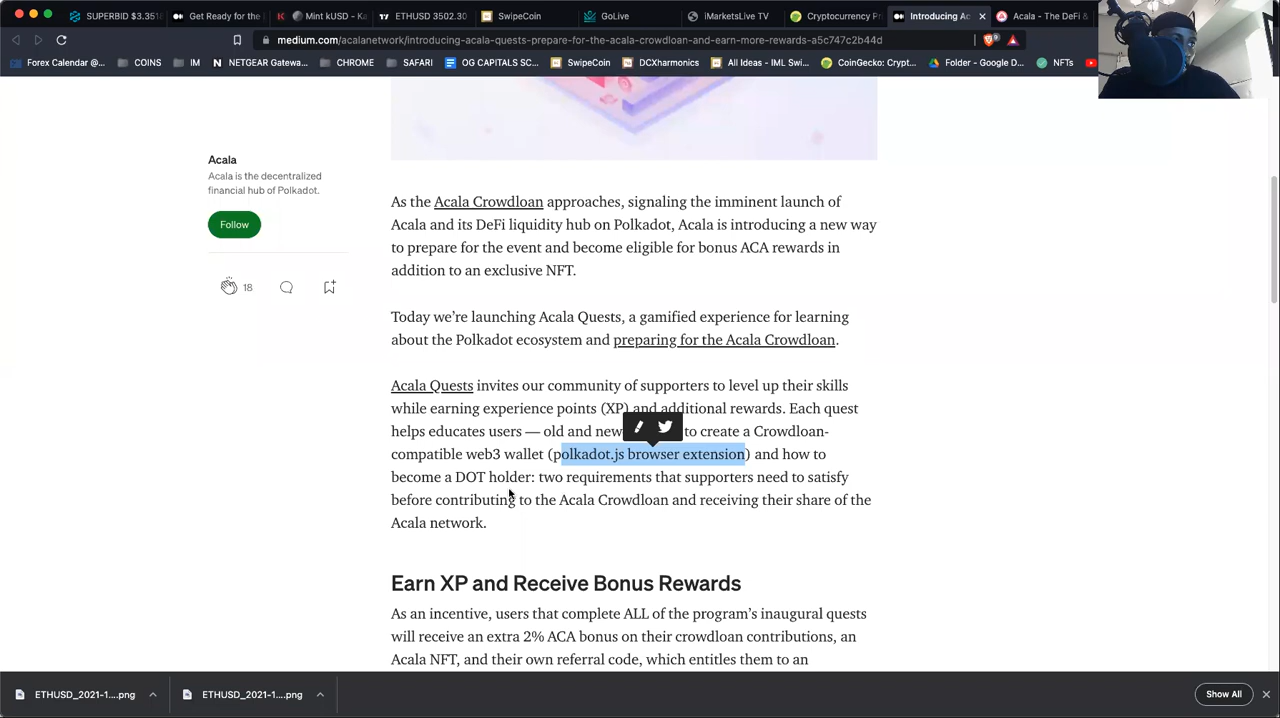 SUPERBID $3.351
Get Ready for the
Mint kUSD - Ka
ETHUSD 3502.30
SwipeCoin
GoLive
iMarketsLive TV
Cryptocurrency Pr
Introducing Ac
Acala - The DeFi &
medium.com/acalanetwork/introducing-acala-quests-prepare-for-the-acala-crowdloan-and-earn-more-rewards-a5c747c2b44d
Forex Calendar @...
COINS
IM
NETGEAR Gatewa...
CHROME
SAFARI
OG CAPITALS SC...
SwipeCoin
DCXharmonics
All Ideas - IML Swi...
CoinGecko: Crypt...
Folder - Google D...
NFTs
Acala
Acala is the decentralized
financial hub of Polkadot.
Follow
18
As the Acala Crowdloan approaches, signaling the imminent launch of
Acala and its DeFi liquidity hub on Polkadot, Acala is introducing a new way
to prepare for the event and become eligible for bonus ACA rewards in
addition to an exclusive NFT.
Today we're launching Acala Quests, a gamified experience for learning
about the Polkadot ecosystem and preparing for the Acala Crowdloan.
Acala Quests invites our community of supporters to level up their skills
while earning experience points (XP) and additional rewards. Each quest
helps educates users — old and new to create a Crowdloan-
compatible web3 wallet (polkadot.js browser extension) and how to
become a DOT holder: two requirements that supporters need to satisfy
before contributing to the Acala Crowdloan and receiving their share of the
Acala network.
Earn XP and Receive Bonus Rewards
As an incentive, users that complete ALL of the program's inaugural quests
will receive an extra 2% ACA bonus on their crowdloan contributions, an
Acala NFT, and their own referral code, which entitles them to an
ETHUSD_2021-1....png
ETHUSD_2021-1....png
Show All